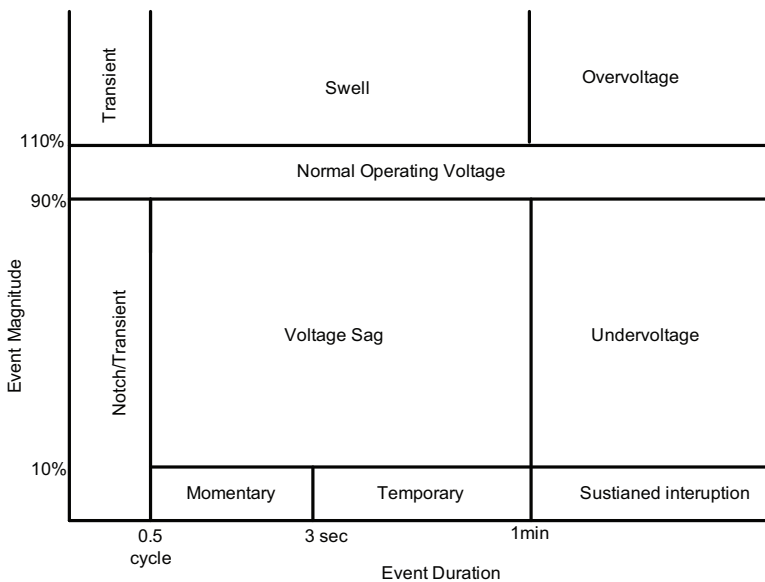 Transient
Swell
Overvoltage
110%
Normal Operating Voltage
90%
Event Magnitude
Notch/Transient
Voltage Sag
Undervoltage
10%
Momentary
Temporary
Sustianed interuption
0.5
cycle
3 sec
1min
Event Duration